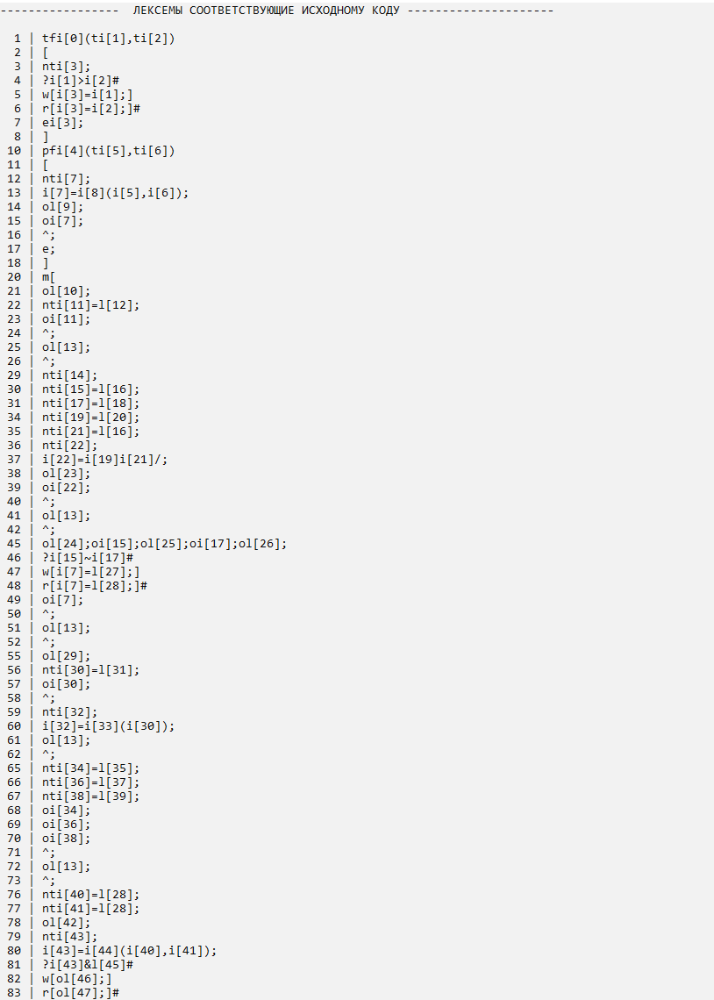 ----------------- ЛЕКСЕМЫ СООТВЕТСТВУЮЩИЕ ИСХОДНОМУ КОДУ ---------------------
1 | tfi[0](ti[1],ti[2])
2 | [
3 | nti[3];
4 | ?i[1]>i[2]#
5 | w[i[3]=i[1];]
6 | r[i[3]=i[2];]#
7 | ei[3];
8 | ]
10 | pfi[4](ti[5],ti[6])
11 | [
12 | nti[7];
13 | i[7]=i[8](i[5],i[6]);
14 | ol[9];
15 | oi[7];
16 | ^;
17 | e;
18 | ]
20 | m[
21 | ol[10];
22 | nti[11]=l[12];
23 | oi[11];
24 | ^;
25 | ol[13];
26 | ^;
29 | nti[14];
30 | nti[15]=l[16];
31 | nti[17]=l[18];
34 | nti[19]=l[20];
35 | nti[21]=l[16];
36 | nti[22];
37 | i[22]=i[19]i[21]/;
38 | ol[23];
39 | oi[22];
40 | ^;
41 | ol[13];
42 | ^;
45 | ol[24];oi[15];ol[25];oi[17];ol[26];
46 | ?i[15]~i[17]#
47 | w[i[7]=l[27];]
48 | r[i[7]=l[28];]#
49 | oi[7];
50 | ^;
51 | ol[13];
52 | ^;
55 | ol[29];
56 | nti[30]=l[31];
57 | oi[30];
58 | ^;
59 | nti[32];
60 | i[32]=i[33](i[30]);
61 | ol[13];
62 | ^;
65 | nti[34]=l[35];
66 | nti[36]=l[37];
67 | nti[38]=l[39];
68 | oi[34];
69 | oi[36];
70 | oi[38];
71 | ^;
72 | ol[13];
73 | ^;
76 | nti[40]=l[28];
77 | nti[41]=l[28];
78 | ol[42];
79 | nti[43];
80 | i[43]=i[44](i[40],i[41]);
81 | ?i[43]&l[45]#
82 | w[ol[46];]
83 | r[ol[47];]#